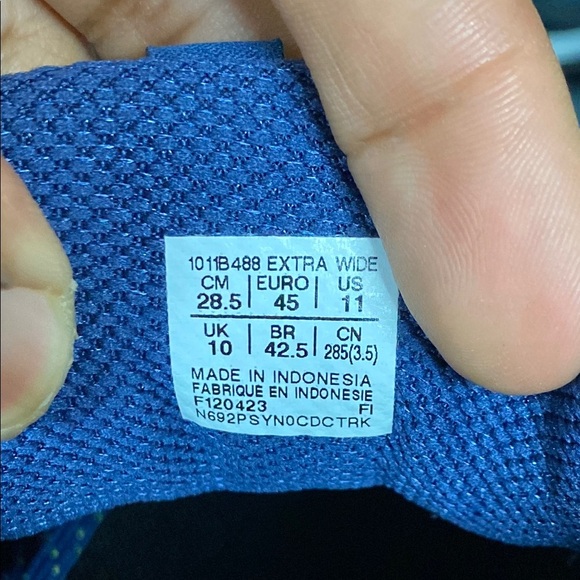 1011B488 EXTRA WIDE
CM EURO US
28.5 45 11
UK BR CN
10 42.5 285(3.5)
MADE IN INDONESIA
FABRIQUE EN INDONESIE
F120423 FI
N692PSYN0CDCTRK